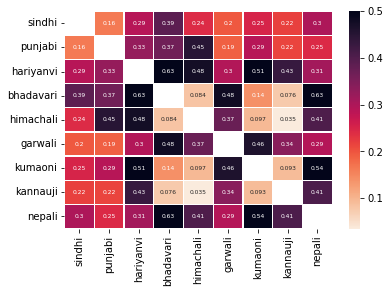 sindhi 0.16 0.29 0.39 0.24 0.2 0.25 0.22 0.3
punjabi 0.16 0.33 0.37 0.45 0.19 0.29 0.22 0.25
hariyanvi 0.29 0.33 0.63 0.48 0.3 0.51 0.43 0.31
bhadavari 0.39 0.37 0.63 0.084 0.48 0.14 0.076 0.63
himachali 0.24 0.45 0.48 0.084 0.37 0.097 0.035 0.41
garwali 0.2 0.19 0.3 0.48 0.37 0.46 0.34 0.29
kumaoni 0.25 0.29 0.51 0.14 0.097 0.46 0.093 0.54
kannauji 0.22 0.22 0.43 0.076 0.035 0.34 0.093 0.41
nepali 0.3 0.25 0.31 0.63 0.41 0.29 0.54 0.41
sindhi
punjabi
hariyanvi
bhadavari
himachali
garwali
kumaoni
kannauji
nepali
0.5
0.4
0.3
0.2
0.1